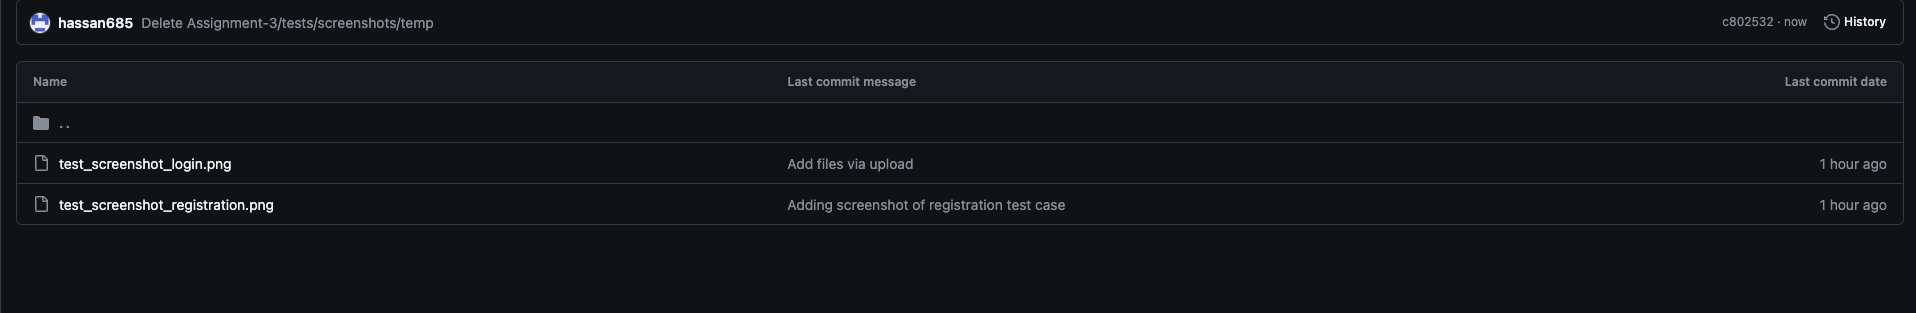 hassan685 Delete Assignment-3/tests/screenshots/temp c802532 · now History
Name Last commit message Last commit date
..
test_screenshot_login.png Add files via upload 1 hour ago
test_screenshot_registration.png Adding screenshot of registration test case 1 hour ago